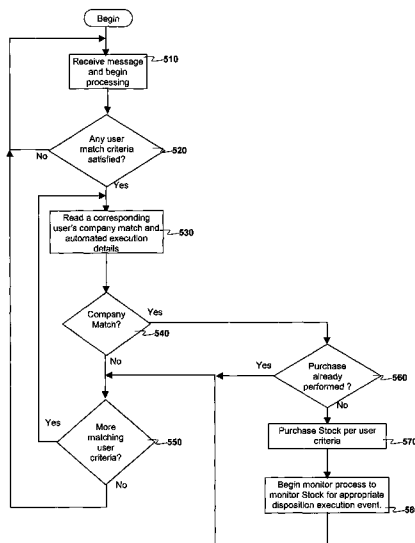 Begin
Receive message
and begin
processing
510
Any user
match criteria
satisfied?
520
No
Yes
Read a corresponding
user's company match and
automated execution
details
530
Company
Match?
540
Yes
No
Purchase
already
performed ?
560
Yes
No
More
matching
user
criteria?
550
Yes
No
Purchase Stock per user
criteria
570
Begin monitor process to
monitor Stock for appropriate
disposition execution event.